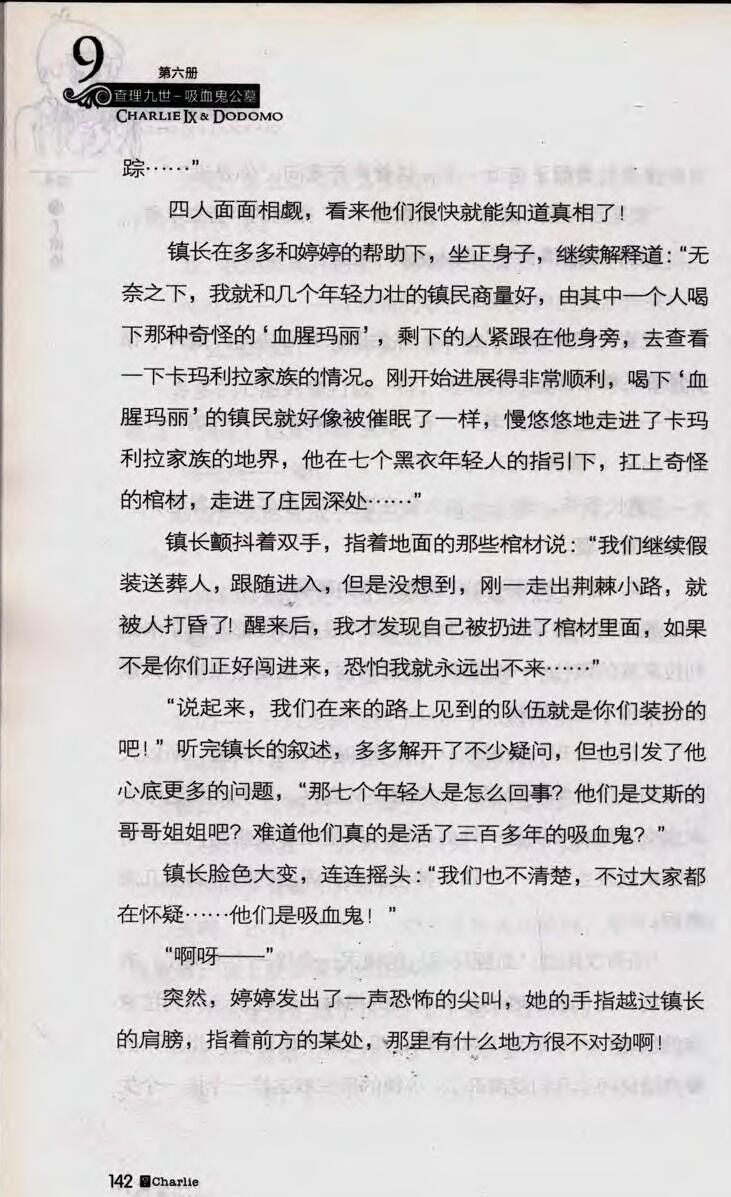 9
第六册
查理九世-吸血鬼公墓
CHARLIE IX & DODOMO
踪……”
四人面面相觑，看来他们很快就能知道真相了！
镇长在多多和婷婷的帮助下，坐正身子，继续解释道：“无
奈之下，我就和几个年轻力壮的镇民商量好，由其中一个人喝
下那种奇怪的‘血腥玛丽’，剩下的人紧跟在他身旁，去查看
一下卡玛利拉家族的情况。刚开始进展得非常顺利，喝下‘血
腥玛丽’的镇民就好像被催眠了一样，慢悠悠地走进了卡玛
利拉家族的地界，他在七个黑衣年轻人的指引下，扛上奇怪
的棺材，走进了庄园深处……”
镇长颤抖着双手，指着地面的那些棺材说：“我们继续假
装送葬人，跟随进入，但是没想到，刚一走出荆棘小路，就
被人打昏了！醒来后，我才发现自己被扔进了棺材里面，如果
不是你们正好闯进来，恐怕我就永远出不来……”
“说起来，我们在来的路上见到的队伍就是你们装扮的
吧！”听完镇长的叙述，多多解开了不少疑问，但也引发了他
心底更多的问题，“那七个年轻人是怎么回事？他们是艾斯的
哥哥姐姐吧？难道他们真的是活了三百多年的吸血鬼？”
镇长脸色大变，连连摇头：“我们也不清楚，不过大家都
在怀疑……他们是吸血鬼！”
“啊呀——”
突然，婷婷发出了一声恐怖的尖叫，她的手指越过镇长
的肩膀，指着前方的某处，那里有什么地方很不对劲啊！
142 Charlie